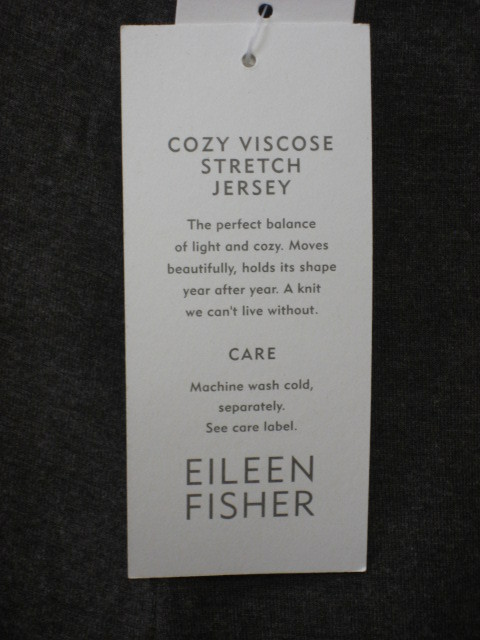 COZY VISCOSE
STRETCH
JERSEY
The perfect balance
of light and cozy. Moves
beautifully, holds its shape
year after year. A knit
we can't live without.
CARE
Machine wash cold,
separately.
See care label.
EILEEN
FISHER